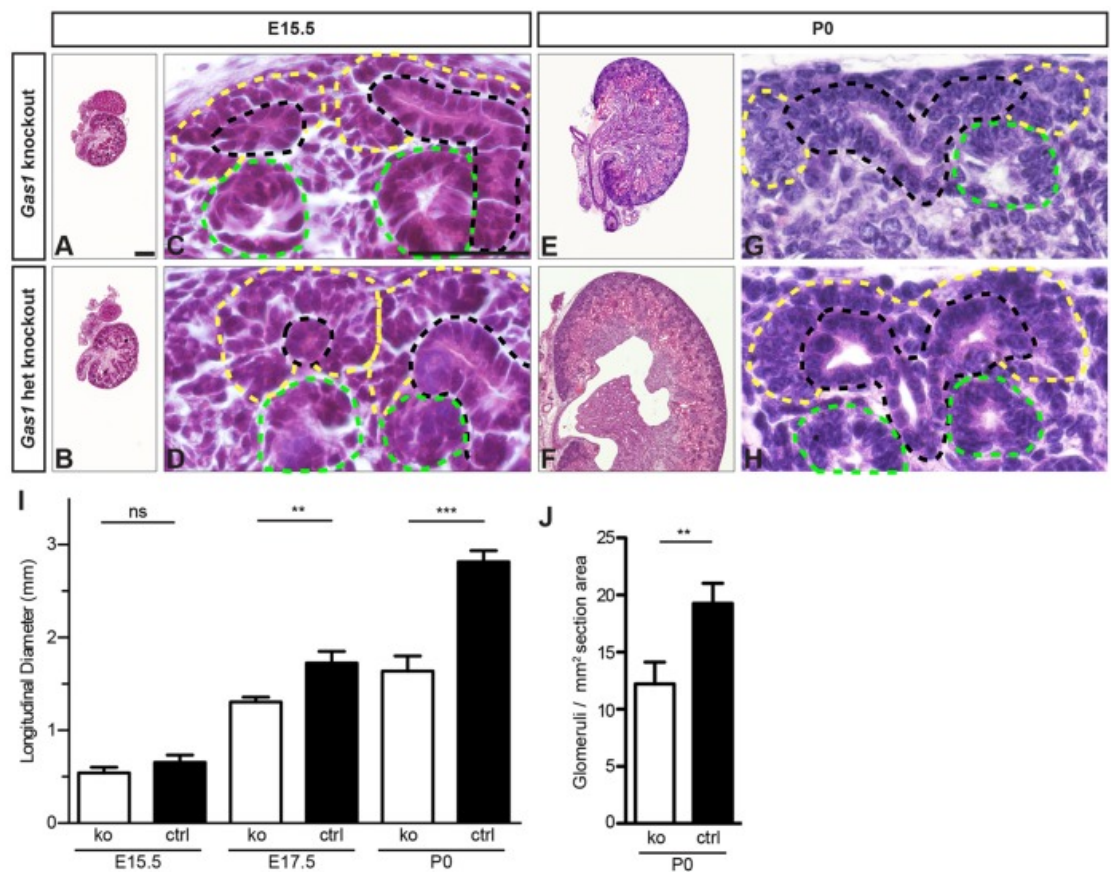 E15.5
P0
Gas1 knockout
A
C
E
G
Gas1 het knockout
B
D
F
H
I
ns
**
***
3
2
1
0
Longitudinal Diameter (mm)
ko
ctrl
ko
ctrl
ko
ctrl
E15.5
E17.5
P0
J
**
25
20
15
10
5
0
Glomeruli / mm² section area
ko
ctrl
P0